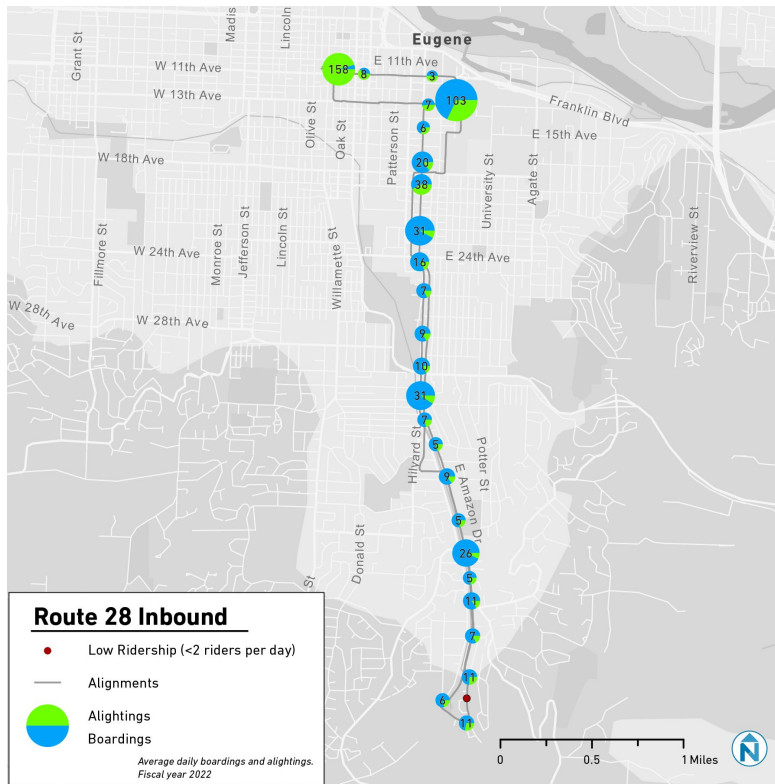 Madis
Lincoln
Eugene
Grant St
W 11th Ave
158
8
E 11th Ave
3
W 13th Ave
7
103
Franklin Blvd
Olive St
Oak St
Patterson St
6
E 15th Ave
W 18th Ave
20
38
University St
Agate St
Fillmore St
Monroe St
Jefferson St
Lincoln St
Willamette St
31
Riverview St
W 24th Ave
16
E 24th Ave
7
W 28th Ave
W 28th Ave
9
10
31
7
Hilyard St
5
Potter St
9
E Amazon Dr
5
Donald St
26
St
5
11
7
11
6
11
Route 28 Inbound
Low Ridership (<2 riders per day)
Alignments
Alightings
Boardings
Average daily boardings and alightings.
Fiscal year 2022
0 0.5 1 Miles
N